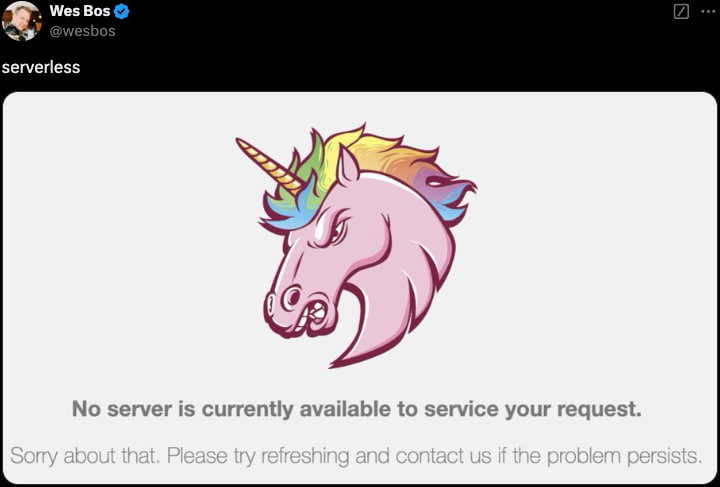 Wes Bos
@wesbos
serverless
No server is currently available to service your request.
Sorry about that. Please try refreshing and contact us if the problem persists.